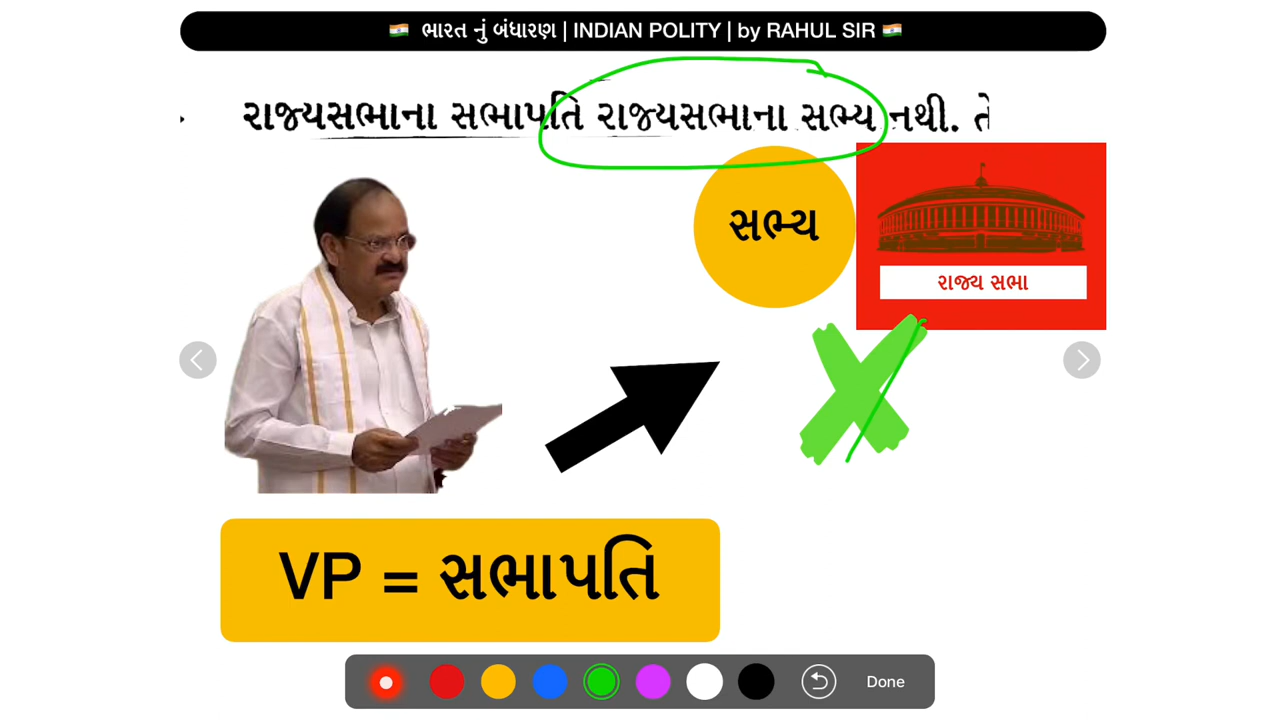 🇮🇳 ભારત નું બંધારણ | INDIAN POLITY | by RAHUL SIR 🇮🇳
રાજ્યસભાના સભાપતિ રાજ્યસભાના સભ્ય નથી. તે
સભ્ય
રાજ્ય સભા
VP = સભાપતિ
Done